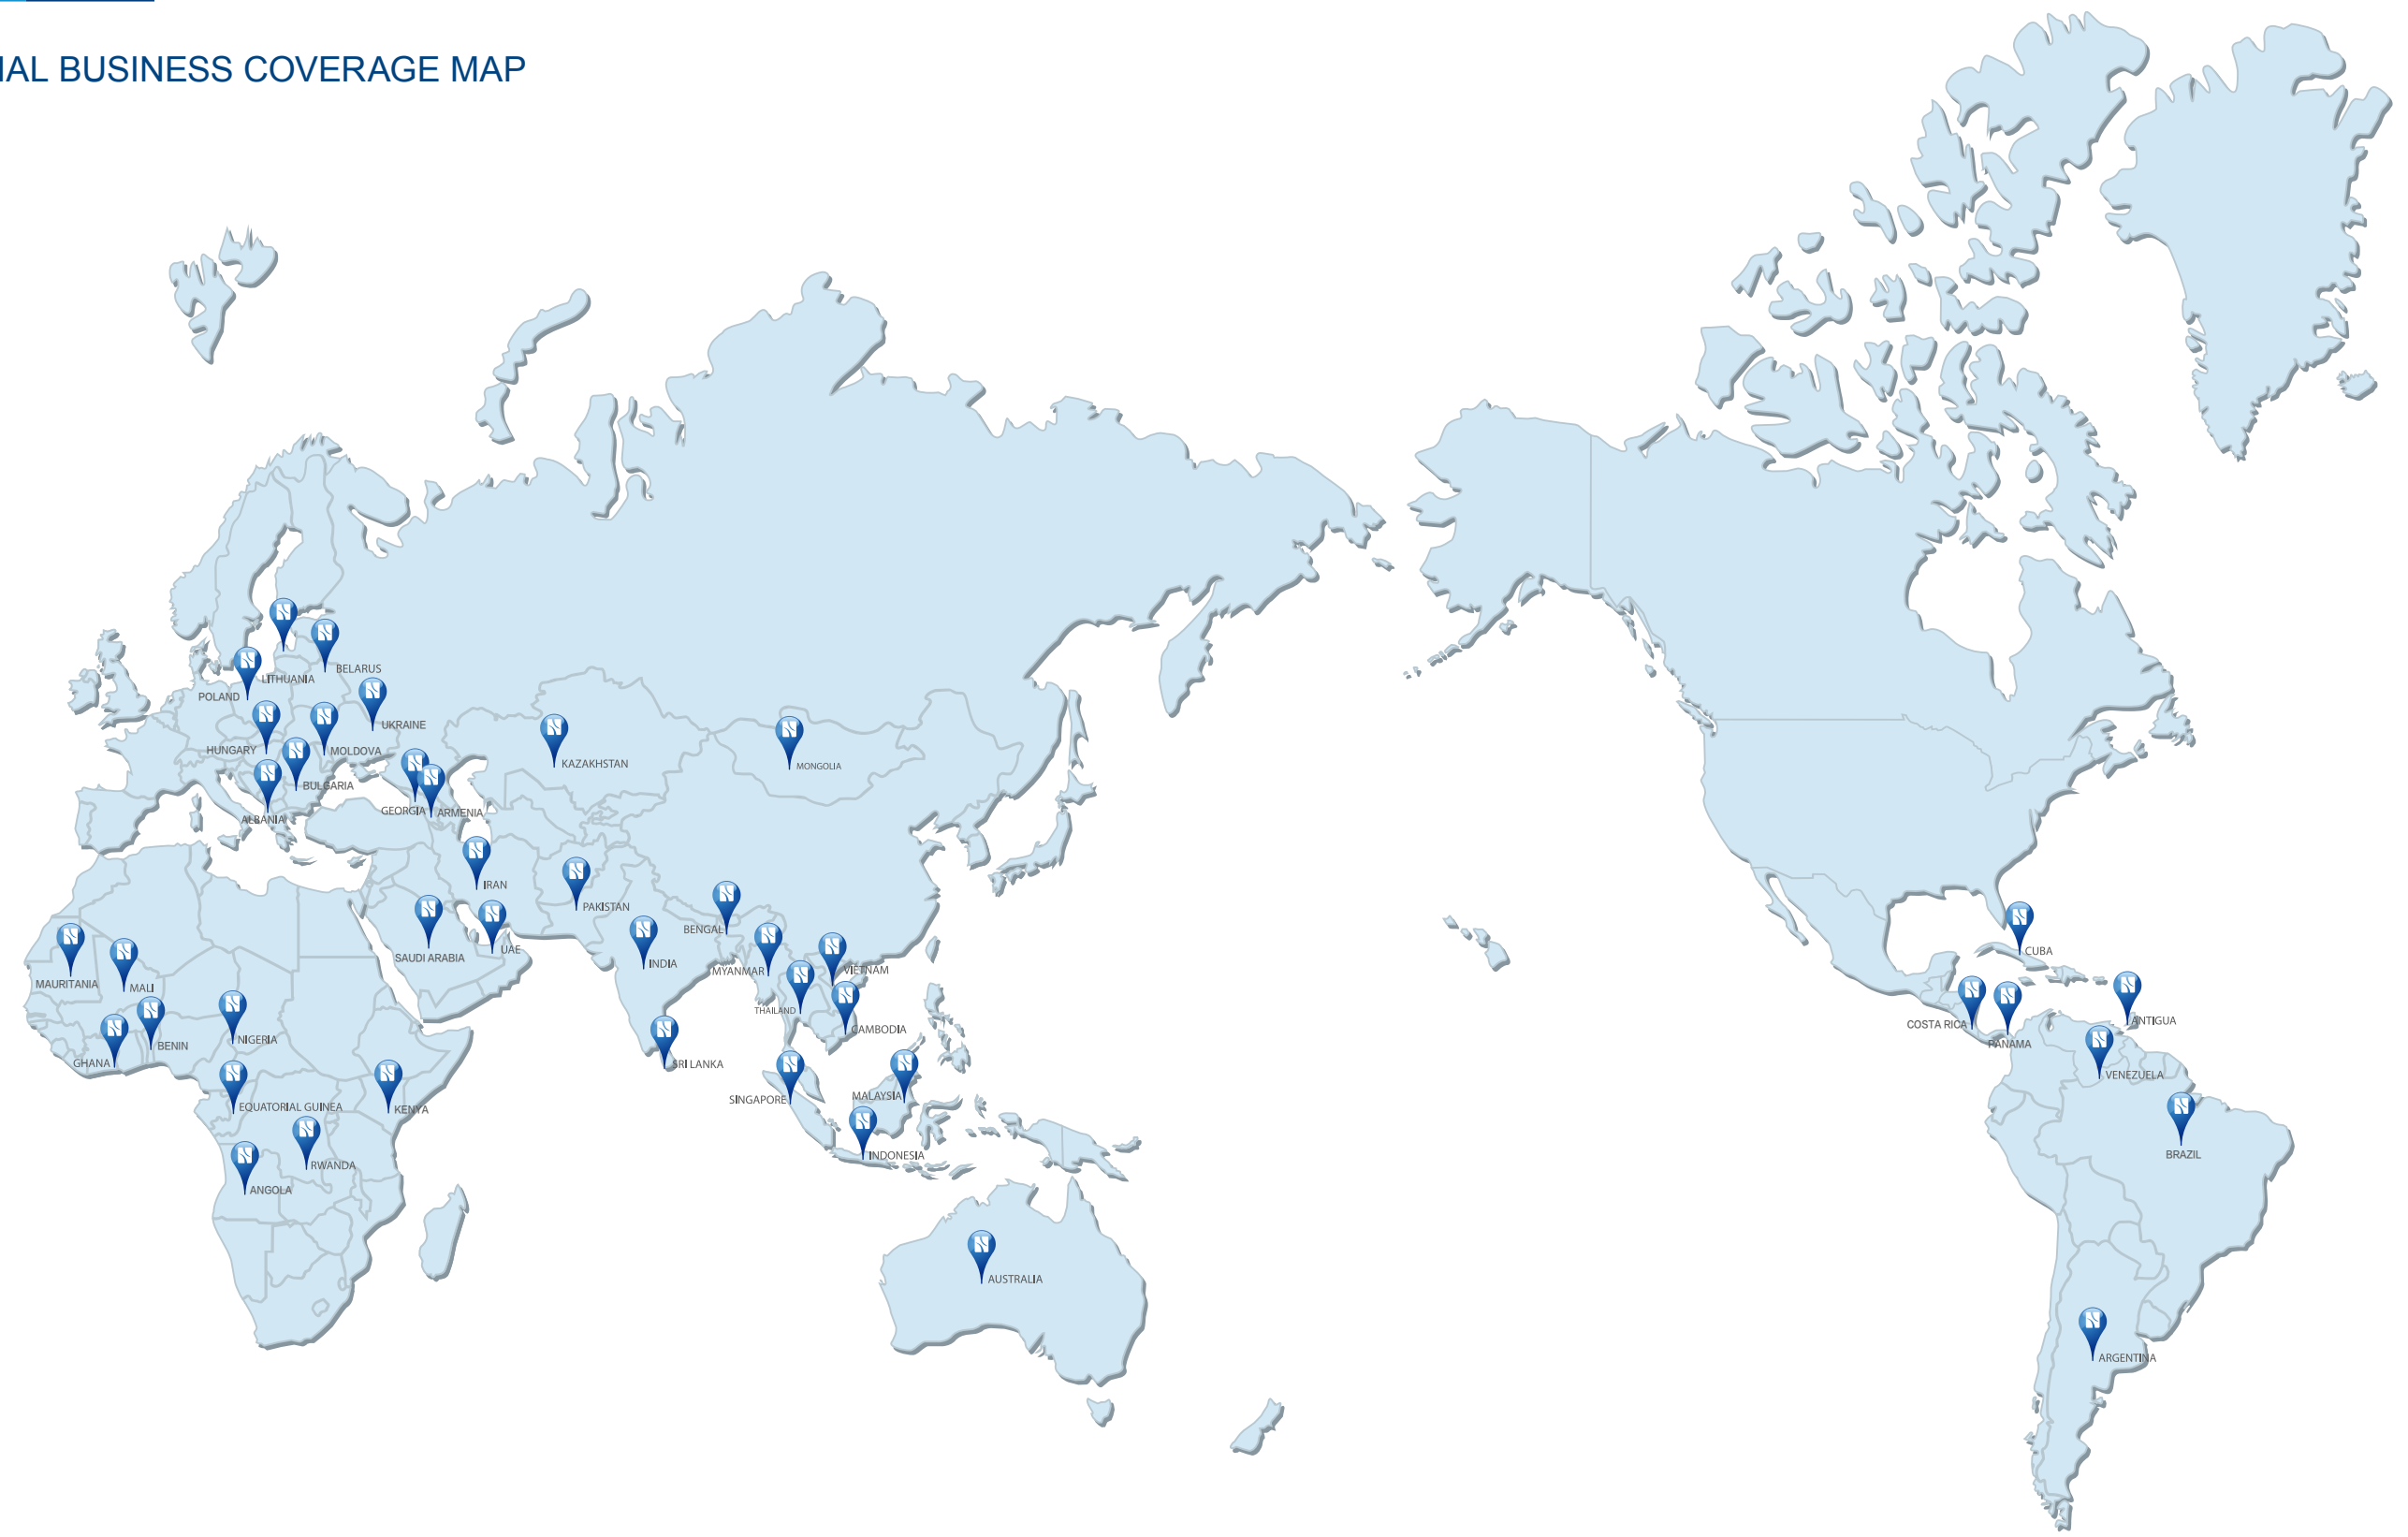 IAL BUSINESS COVERAGE MAP
BELARUS
LITHUANIA
POLAND
UKRAINE
HUNGARY
MOLDOVA
BULGARIA
ALBANIA
GEORGIA
ARMENIA
KAZAKHSTAN
MONGOLIA
IRAN
PAKISTAN
SAUDI ARABIA
UAE
BENGAL
INDIA
MYANMAR
VIETNAM
THAILAND
CAMBODIA
SRI LANKA
SINGAPORE
MALAYSIA
INDONESIA
MAURITANIA
MALI
NIGERIA
BENIN
GHANA
EQUATORIAL GUINEA
KENYA
RWANDA
ANGOLA
AUSTRALIA
CUBA
COSTA RICA
PANAMA
ANTIGUA
VENEZUELA
BRAZIL
ARGENTINA